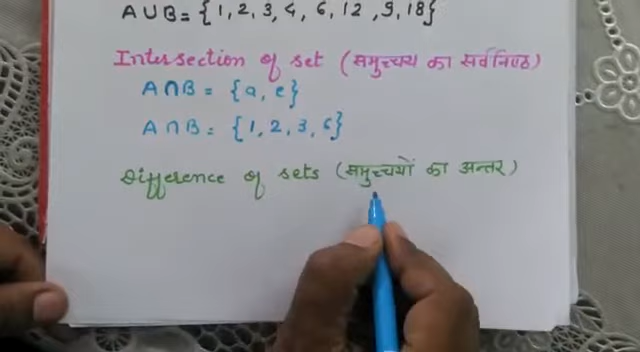 A∪B= {1, 2, 3, 4, 6, 12, 9, 18}
Intersection of set (समुच्चय का सर्वनिष्ठ)
A∩B = {a, e}
A∩B = {1, 2, 3, 6}
Difference of sets (समुच्चयों का अन्तर)